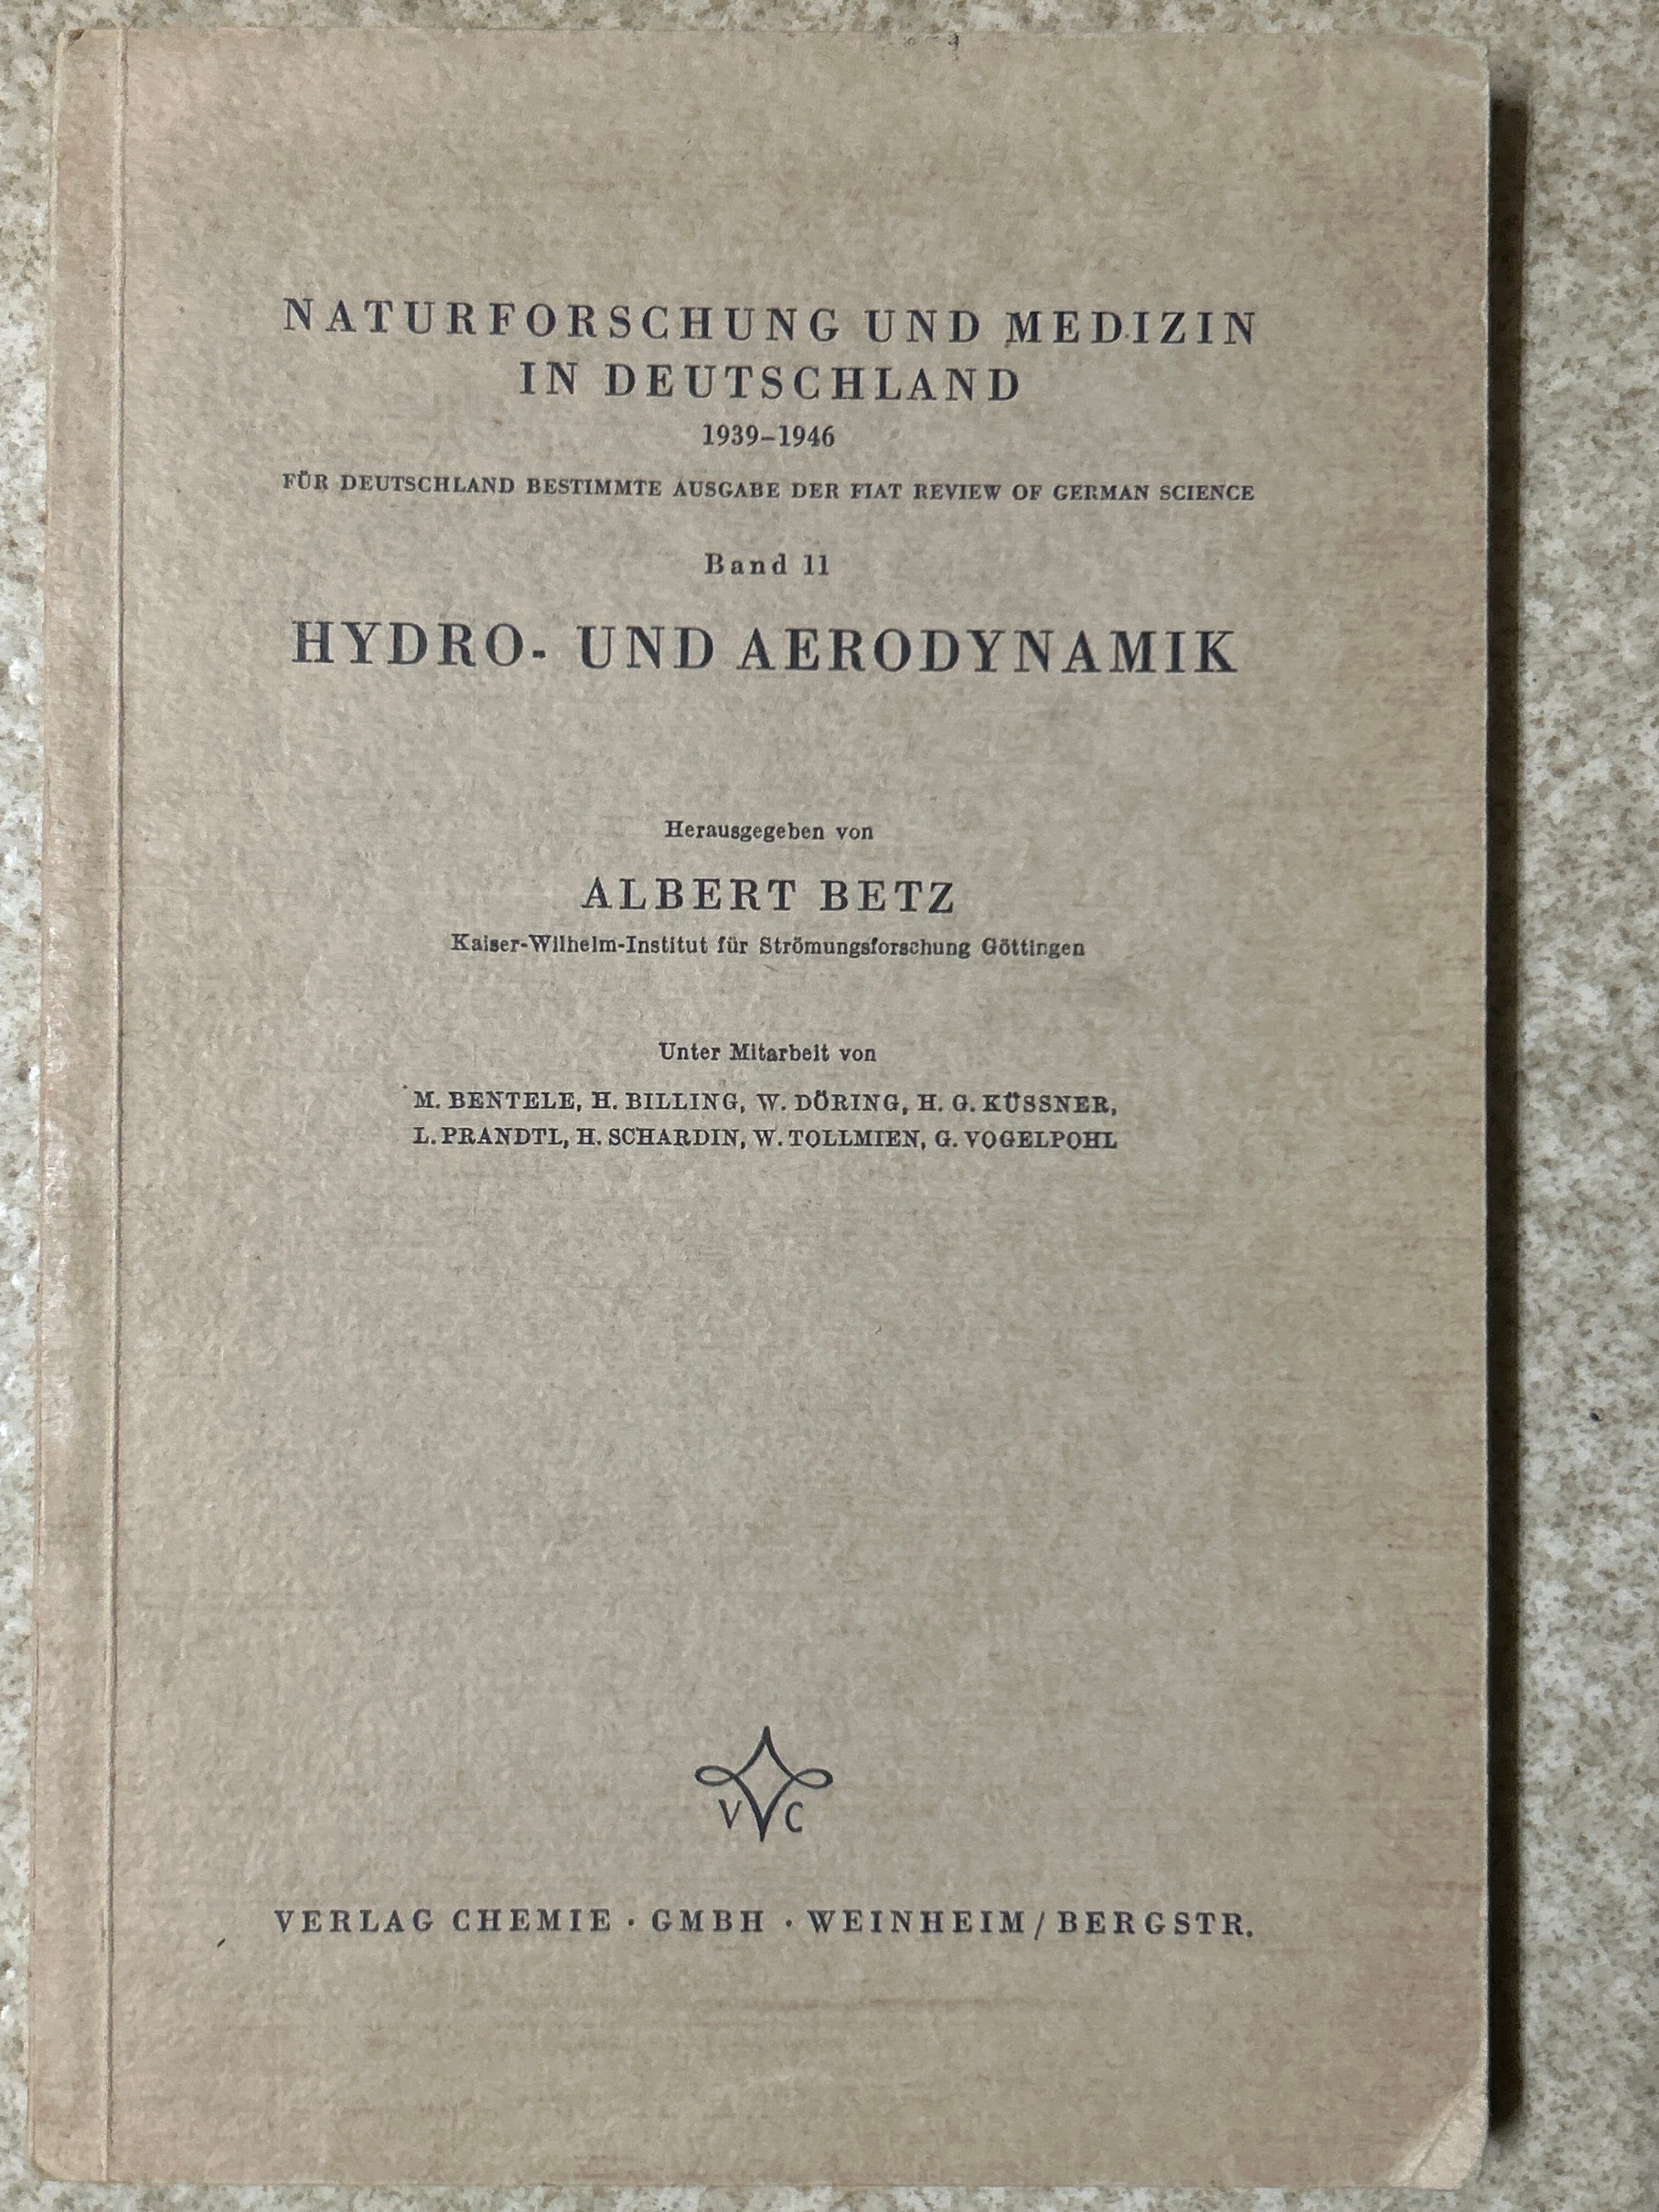 NATURFORSCHUNG UND MEDIZIN
IN DEUTSCHLAND
1939–1946
FÜR DEUTSCHLAND BESTIMMTE AUSGABE DER FIAT REVIEW OF GERMAN SCIENCE
Band 11
HYDRO- UND AERODYNAMIK
Herausgegeben von
ALBERT BETZ
Kaiser-Wilhelm-Institut für Strömungsforschung Göttingen
Unter Mitarbeit von
M. BENTELE, H. BILLING, W. DÖRING, H. G. KÜSSNER,
L. PRANDTL, H. SCHARDIN, W. TOLLMIEN, G. VOGELPOHL
V C
VERLAG CHEMIE · GMBH · WEINHEIM/BERGSTR.